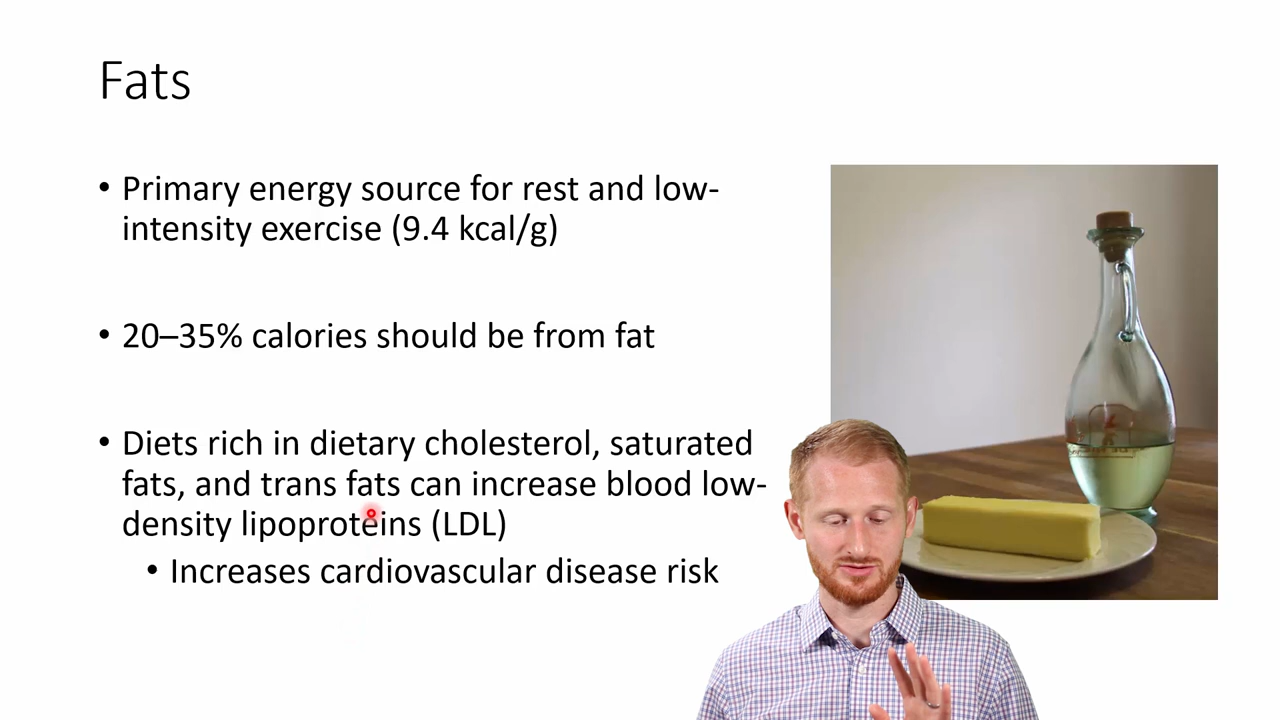 Fats
• Primary energy source for rest and low-
intensity exercise (9.4 kcal/g)
• 20–35% calories should be from fat
• Diets rich in dietary cholesterol, saturated
fats, and trans fats can increase blood low-
density lipoproteins (LDL)
• Increases cardiovascular disease risk